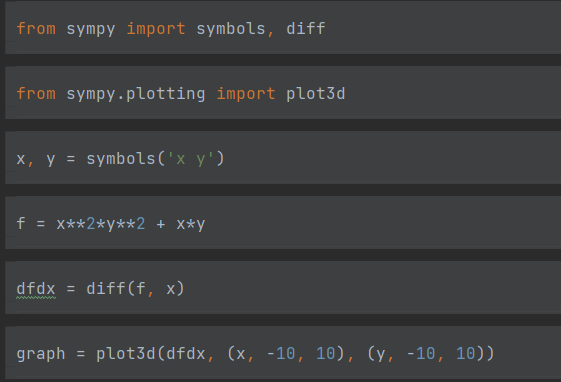 from sympy import symbols, diff
from sympy.plotting import plot3d
x, y = symbols('x y')
f = x**2*y**2 + x*y
dfdx = diff(f, x)
graph = plot3d(dfdx, (x, -10, 10), (y, -10, 10))